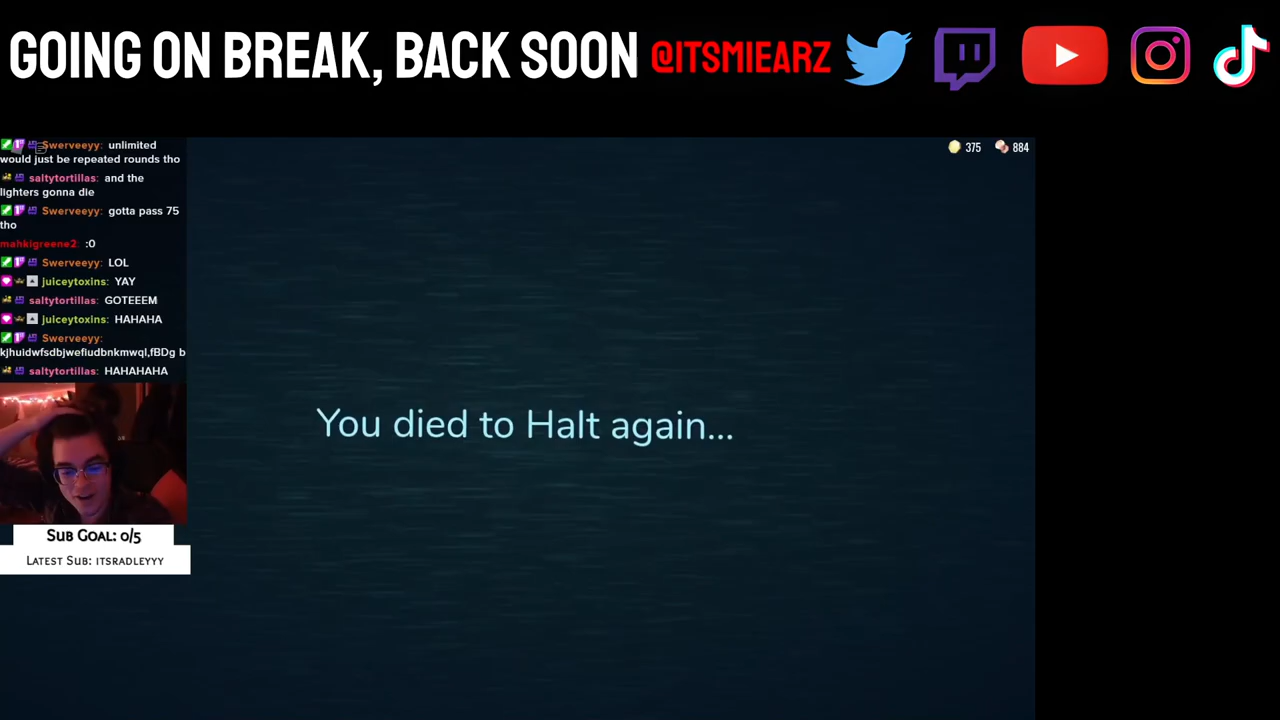 GOING ON BREAK, BACK SOON @ITSMIEARZ
375 884
Swerveeyy: unlimited
would just be repeated rounds tho
saltytortillas: and the
lighters gonna die
Swerveeyy: gotta pass 75
tho
mahkigreene2: :0
Swerveeyy: LOL
juiceytoxins: YAY
saltytortillas: GOTEEEM
juiceytoxins: HAHAHA
Swerveeyy:
kjhuidwfsdbjwefiudbnkmwql,fBDg b
saltytortillas: HAHAHAHA
You died to Halt again...
Sub Goal: 0/5
Latest Sub: itsradleyyy